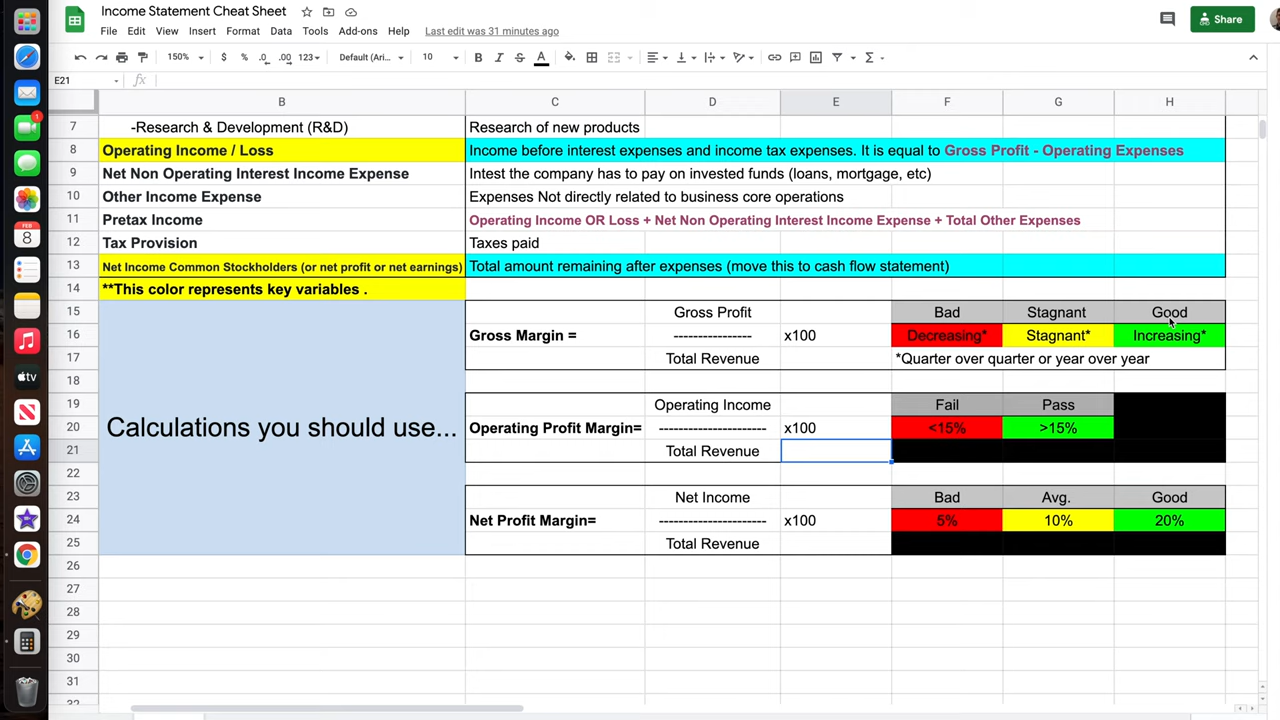 Income Statement Cheat Sheet
File Edit View Insert Format Data Tools Add-ons Help Last edit was 31 minutes ago
Share
150% $ % .0 .00 123 Default (Ari... 10 B I S A
E21 fx
B C D E F G H
7 -Research & Development (R&D) Research of new products
8 Operating Income / Loss Income before interest expenses and income tax expenses. It is equal to Gross Profit - Operating Expenses
9 Net Non Operating Interest Income Expense Intest the company has to pay on invested funds (loans, mortgage, etc)
10 Other Income Expense Expenses Not directly related to business core operations
11 Pretax Income Operating Income OR Loss + Net Non Operating Interest Income Expense + Total Other Expenses
12 Tax Provision Taxes paid
13 Net Income Common Stockholders (or net profit or net earnings) Total amount remaining after expenses (move this to cash flow statement)
14 **This color represents key variables .
15 Gross Profit Bad Stagnant Good
16 Gross Margin = ---------------- x100 Decreasing* Stagnant* Increasing*
17 Total Revenue *Quarter over quarter or year over year
18
19 Operating Income Fail Pass
20 Calculations you should use... Operating Profit Margin= ---------------------- x100 <15% >15%
21 Total Revenue
22
23 Net Income Bad Avg. Good
24 Net Profit Margin= ---------------------- x100 5% 10% 20%
25 Total Revenue
26
27
28
29
30
31
32
FEB
8
1
tv